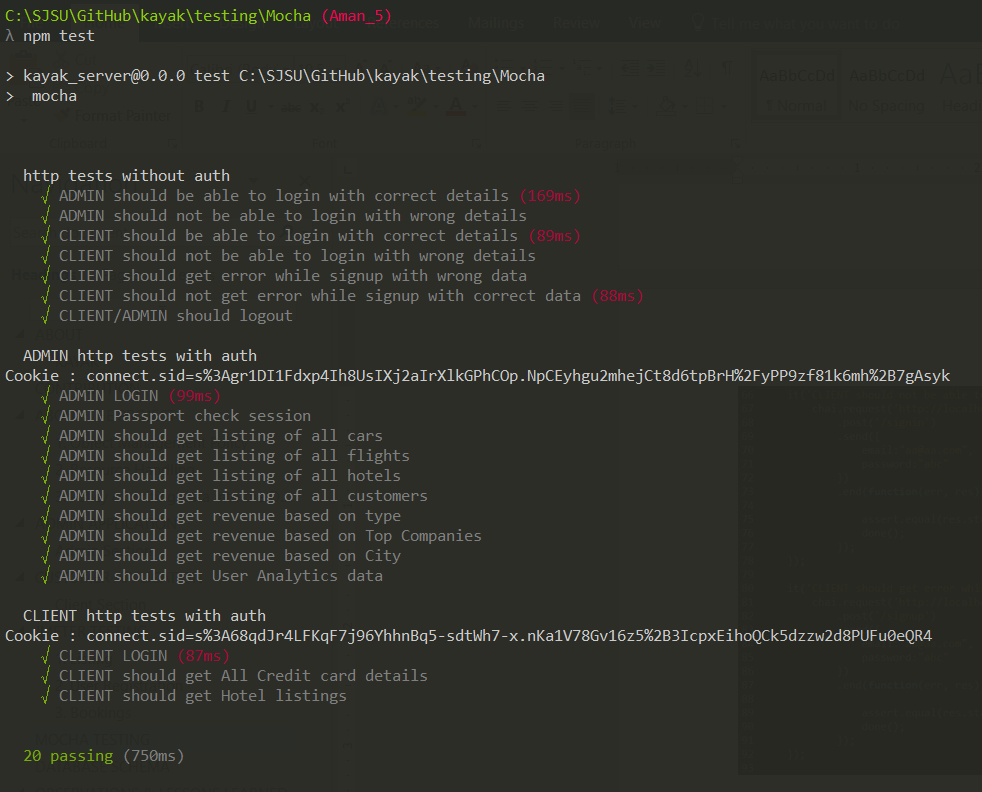 C:\SJSU\GitHub\kayak\testing\Mocha (Aman_5)
λ npm test
> kayak_server@0.0.0 test C:\SJSU\GitHub\kayak\testing\Mocha
> mocha
http tests without auth
√ ADMIN should be able to login with correct details (169ms)
√ ADMIN should not be able to login with wrong details
√ CLIENT should be able to login with correct details (89ms)
√ CLIENT should not be able to login with wrong details
√ CLIENT should get error while signup with wrong data
√ CLIENT should not get error while signup with correct data (88ms)
√ CLIENT/ADMIN should logout
ADMIN http tests with auth
Cookie : connect.sid=s%3Agr1DI1Fdxp4Ih8UsIXj2aIrXlkGPhCOp.NpCEyhgu2mhejCt8d6tpBrH%2FyPP9zf81k6mh%2B7gAsyk
√ ADMIN LOGIN (99ms)
√ ADMIN Passport check session
√ ADMIN should get listing of all cars
√ ADMIN should get listing of all flights
√ ADMIN should get listing of all hotels
√ ADMIN should get listing of all customers
√ ADMIN should get revenue based on type
√ ADMIN should get revenue based on Top Companies
√ ADMIN should get revenue based on City
√ ADMIN should get User Analytics data
CLIENT http tests with auth
Cookie : connect.sid=s%3A68qdJr4LFKqF7j96YhhnBq5-sdtWh7-x.nKa1V78Gv16z5%2B3IcpxEihoQCk5dzzw2d8PUFu0eQR4
√ CLIENT LOGIN (87ms)
√ CLIENT should get All Credit card details
√ CLIENT should get Hotel listings
20 passing (750ms)